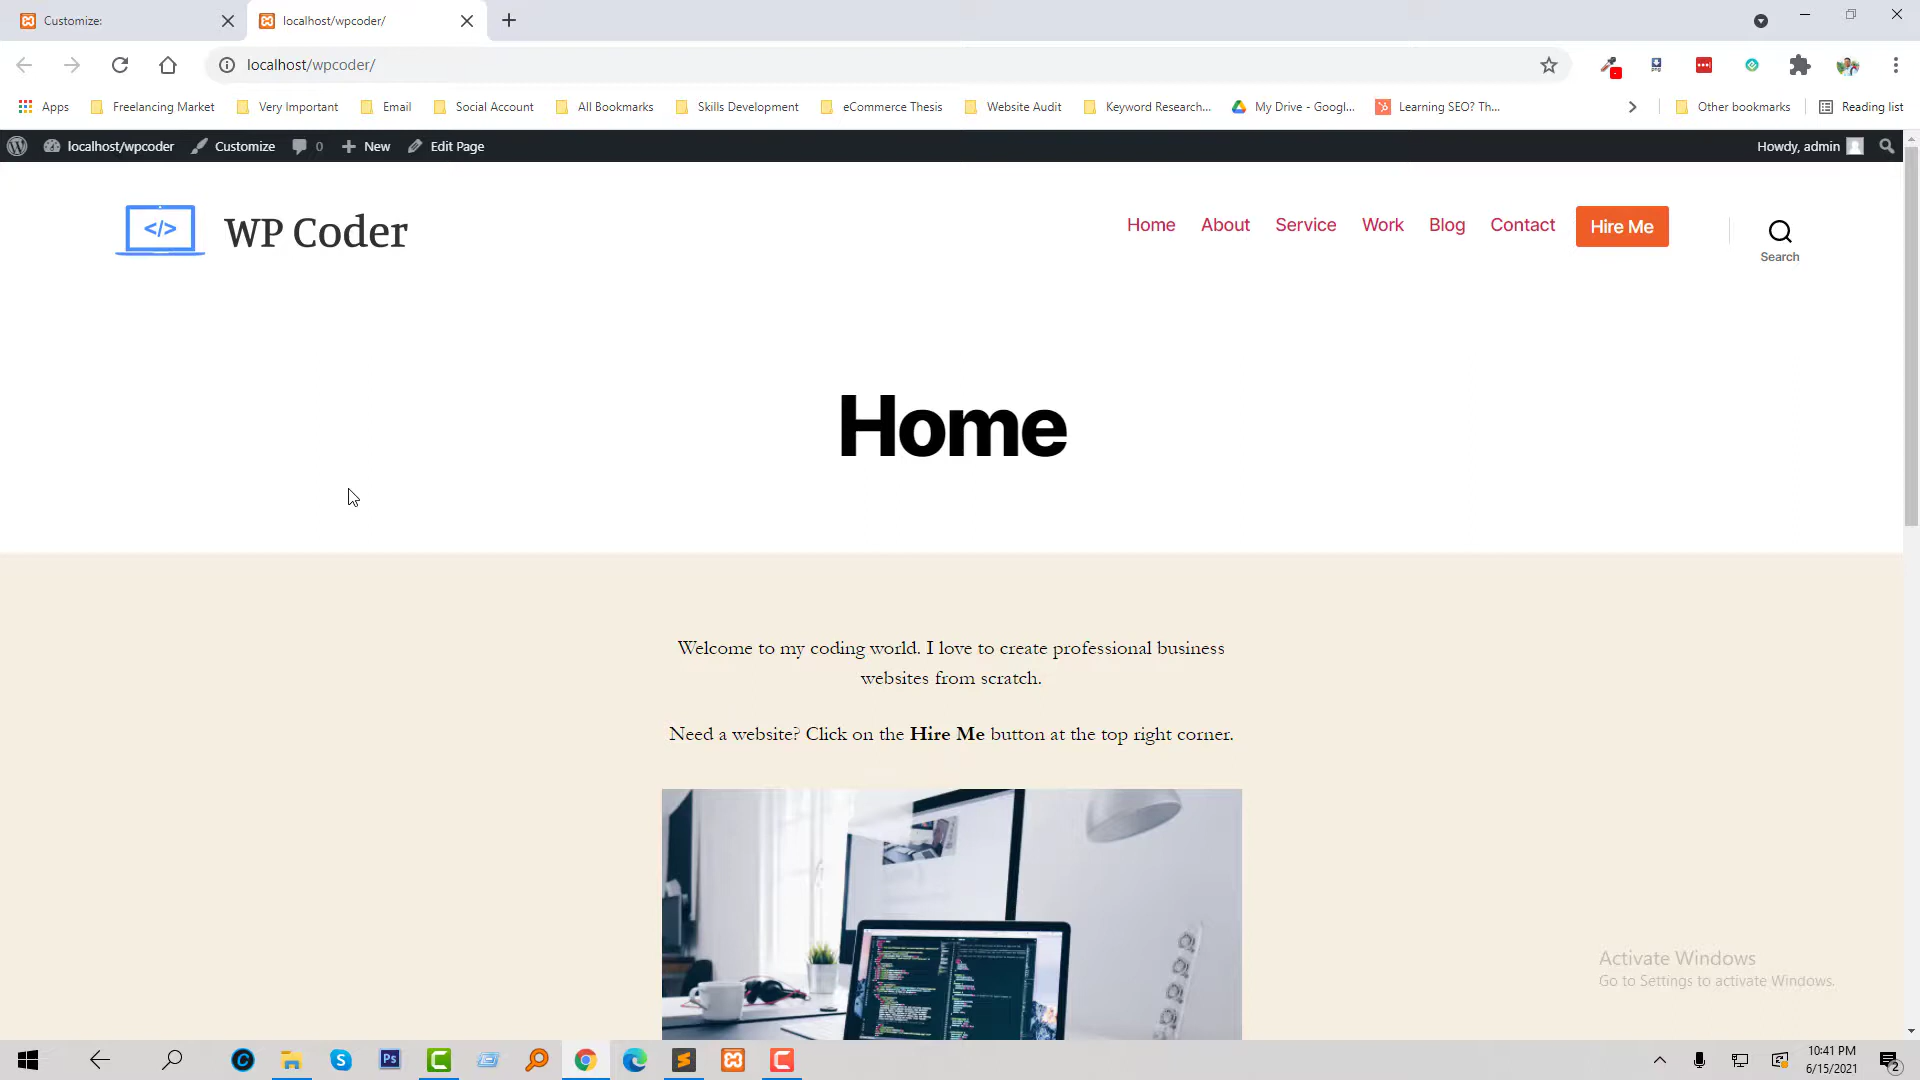 Customize:
localhost/wpcoder/
localhost/wpcoder/
Apps
Freelancing Market
Very Important
Email
Social Account
All Bookmarks
Skills Development
eCommerce Thesis
Website Audit
Keyword Research...
My Drive - Googl...
Learning SEO? Th...
Other bookmarks
Reading list
localhost/wpcoder
Customize
0
New
Edit Page
Howdy, admin
</>
WP Coder
Home
About
Service
Work
Blog
Contact
Hire Me
Search
Home
Welcome to my coding world. I love to create professional business
websites from scratch.
Need a website? Click on the Hire Me button at the top right corner.
Activate Windows
Go to Settings to activate Windows.
Ps
10:41 PM
6/15/2021
2